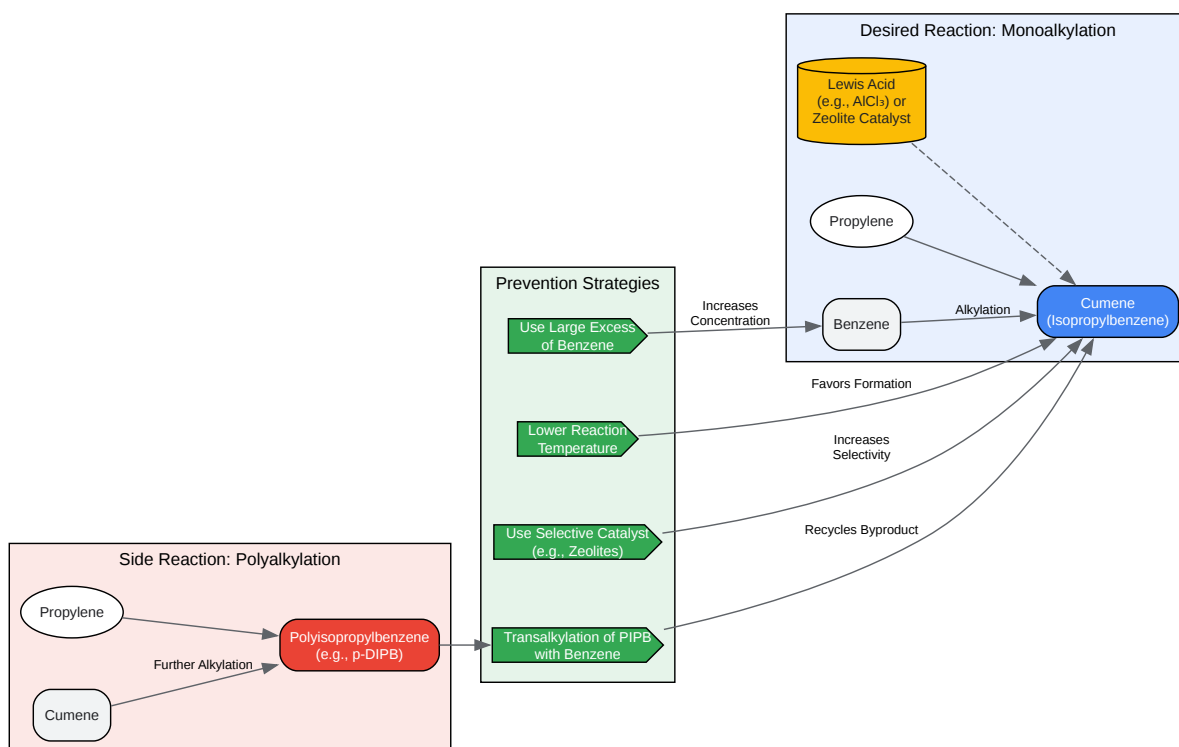 Desired Reaction: Monoalkylation
Lewis Acid
(e.g., AlCl₃) or
Zeolite Catalyst
Propylene
Benzene
Alkylation
Cumene
(Isopropylbenzene)
Prevention Strategies
Use Large Excess
of Benzene
Increases
Concentration
Lower Reaction
Temperature
Favors Formation
Use Selective Catalyst
(e.g., Zeolites)
Increases
Selectivity
Transalkylation of PIPB
with Benzene
Recycles Byproduct
Side Reaction: Polyalkylation
Propylene
Further Alkylation
Cumene
Polyisopropylbenzene
(e.g., p-DIPB)